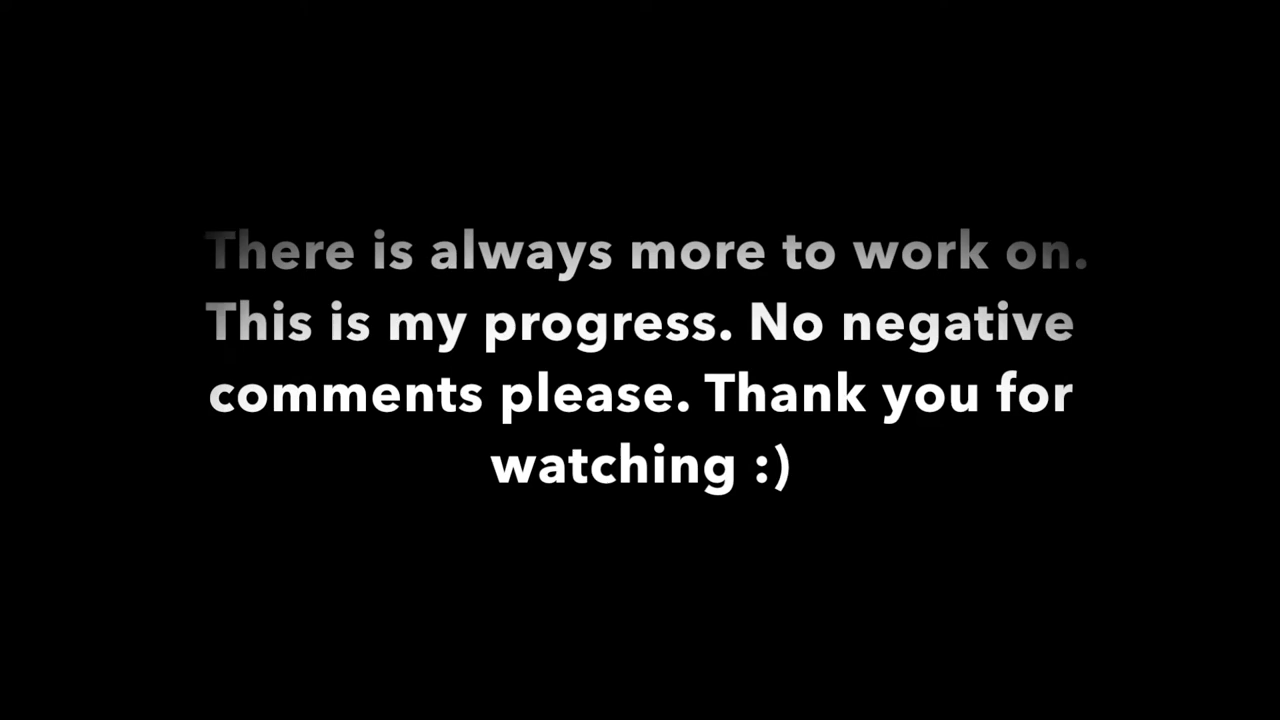 There is always more to work on.
This is my progress. No negative
comments please. Thank you for
watching :)